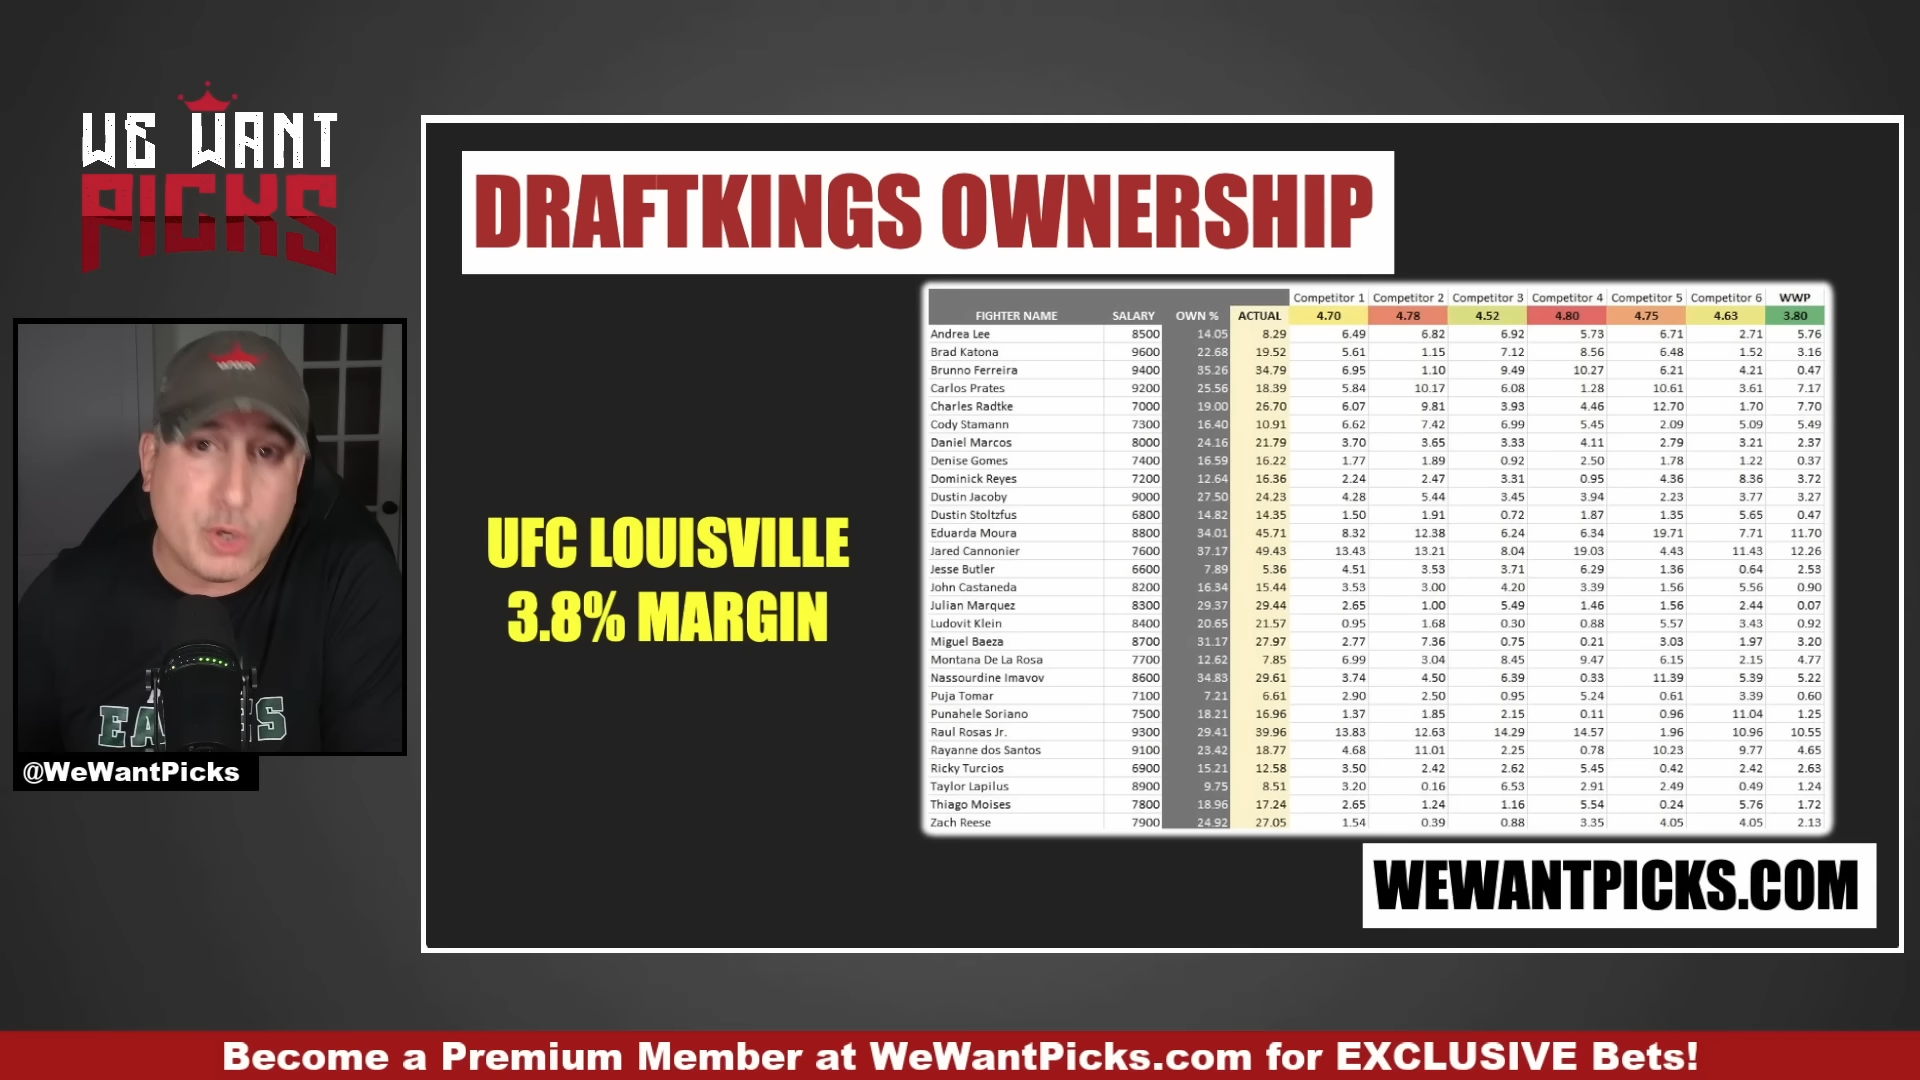 WE WANT
PICKS
DRAFTKINGS OWNERSHIP
UFC LOUISVILLE
3.8% MARGIN
Competitor 1 Competitor 2 Competitor 3 Competitor 4 Competitor 5 Competitor 6 WWP
FIGHTER NAME SALARY OWN % ACTUAL 4.70 4.78 4.52 4.80 4.75 4.63 3.80
Andrea Lee 8500 14.05 8.29 6.49 6.82 6.92 5.73 6.71 2.71 5.76
Brad Katona 9600 22.68 19.52 5.61 1.15 7.12 8.56 6.48 1.52 3.16
Brunno Ferreira 9400 35.26 34.79 6.95 1.10 9.49 10.27 6.21 4.21 0.47
Carlos Prates 9200 25.56 18.39 5.84 10.17 6.08 1.28 10.61 3.61 7.17
Charles Radtke 7000 19.00 26.70 6.07 9.81 3.93 4.46 12.70 1.70 7.70
Cody Stamann 7300 16.40 10.91 6.62 7.42 6.99 5.45 2.09 5.09 5.49
Daniel Marcos 8000 24.16 21.79 3.70 3.65 3.33 4.11 2.79 3.21 2.37
Denise Gomes 7400 16.59 16.22 1.77 1.89 0.92 2.50 1.78 1.22 0.37
Dominick Reyes 7200 12.64 16.36 2.24 2.47 3.31 0.95 4.36 8.36 3.72
Dustin Jacoby 9000 27.50 24.23 4.28 5.44 3.45 3.94 2.23 3.77 3.27
Dustin Stoltzfus 6800 14.82 14.35 1.50 1.91 0.72 1.87 1.35 5.65 0.47
Eduarda Moura 8800 34.01 45.71 8.32 12.38 6.24 6.34 19.71 7.71 11.70
Jared Cannonier 7600 37.17 49.43 13.43 13.21 8.04 19.03 4.43 11.43 12.26
Jesse Butler 6600 7.89 5.36 4.51 3.53 3.71 6.29 1.36 0.64 2.53
John Castaneda 8200 16.34 15.44 3.53 3.00 4.20 3.39 1.56 5.56 0.90
Julian Marquez 8300 29.37 29.44 2.65 1.00 5.49 1.46 1.56 2.44 0.07
Ludovit Klein 8400 20.65 21.57 0.95 1.68 0.30 0.88 5.57 3.43 0.92
Miguel Baeza 8700 31.17 27.97 2.77 7.36 0.75 0.21 3.03 1.97 3.20
Montana De La Rosa 7700 12.62 7.85 6.99 3.04 8.45 9.47 6.15 2.15 4.77
Nassourdine Imavov 8600 34.83 29.61 3.74 4.50 6.39 0.33 11.39 5.39 5.22
Puja Tomar 7100 7.21 6.61 2.90 2.50 0.95 5.24 0.61 3.39 0.60
Punahele Soriano 7500 18.21 16.96 1.37 1.85 2.15 0.11 0.96 11.04 1.25
Raul Rosas Jr. 9300 29.41 39.96 13.83 12.63 14.29 14.57 1.96 10.96 10.55
Rayanne dos Santos 9100 23.42 18.77 4.68 11.01 2.25 0.78 10.23 9.77 4.65
Ricky Turcios 6900 15.21 12.58 3.50 2.42 2.62 5.45 0.42 2.42 2.63
Taylor Lapilus 8900 9.75 8.51 3.20 0.16 6.53 2.91 2.49 0.49 1.24
Thiago Moises 7800 18.96 17.24 2.65 1.24 1.16 5.54 0.24 5.76 1.72
Zach Reese 7900 24.92 27.05 1.54 0.39 0.88 3.35 4.05 4.05 2.13
@WeWantPicks
WEWANTPICKS.COM
Become a Premium Member at WeWantPicks.com for EXCLUSIVE Bets!